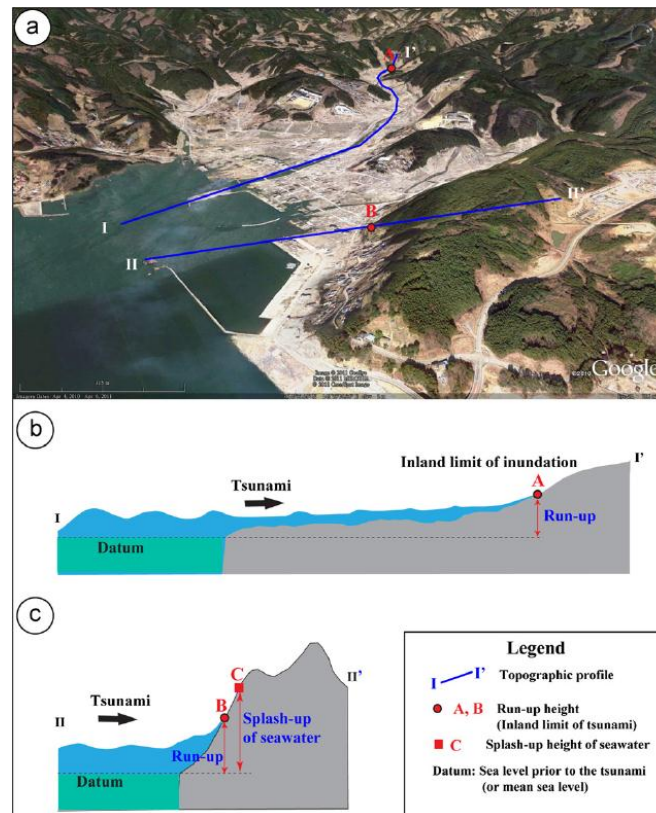 a
A
I'
II'
B
I
II
Google
b
I'
Inland limit of inundation
A
Tsunami
I
Run-up
Datum
c
C
II'
Tsunami
B
II
Splash-up
of seawater
Run-up
Datum
Legend
I I' Topographic profile
A, B Run-up height
(Inland limit of tsunami)
C Splash-up height of seawater
Datum: Sea level prior to the tsunami
(or mean sea level)